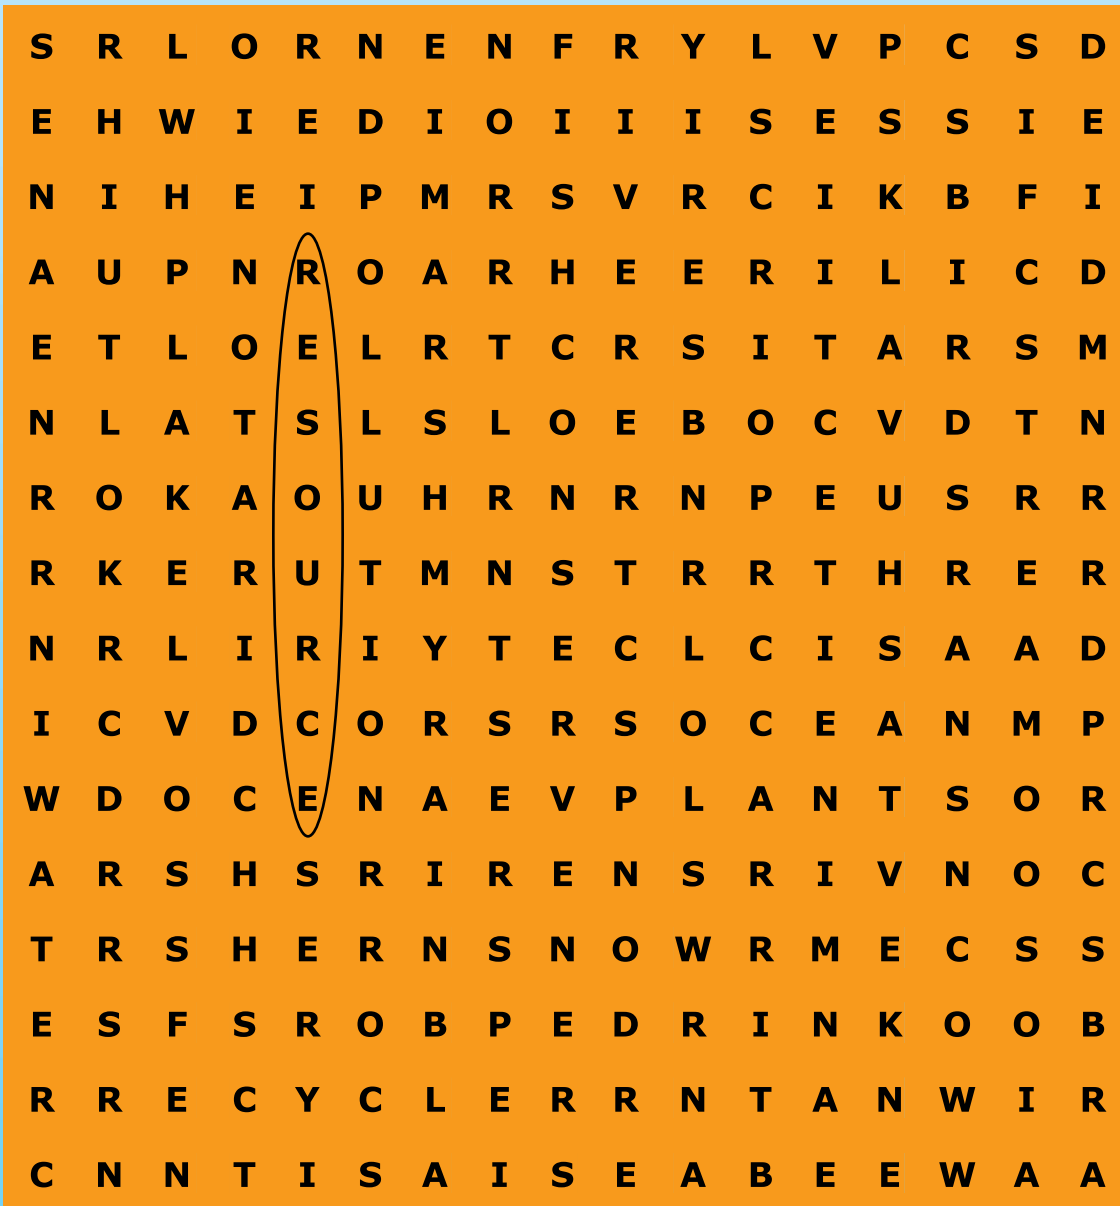 S R L O R N E N F R Y L V P C S D
E H W I E D I O I I I S E S S I E
N I H E I P M R S V R C I K B F I
A U P N R O A R H E E R I L I C D
E T L O E L R T C R S I T A R S M
N L A T S L S L O E B O C V D T N
R O K A O U H R N R N P E U S R R
R K E R U T M N S T R R T H R E R
N R L I R I Y T E C L C I S A A D
I C V D C O R S R S O C E A N M P
W D O C E N A E V P L A N T S O R
A R S H S R I R E N S R I V N O C
T R S H E R N S N O W R M E C S S
E S F S R O B P E D R I N K O O B
R R E C Y C L E R R N T A N W I R
C N N T I S A I S E A B E E W A A